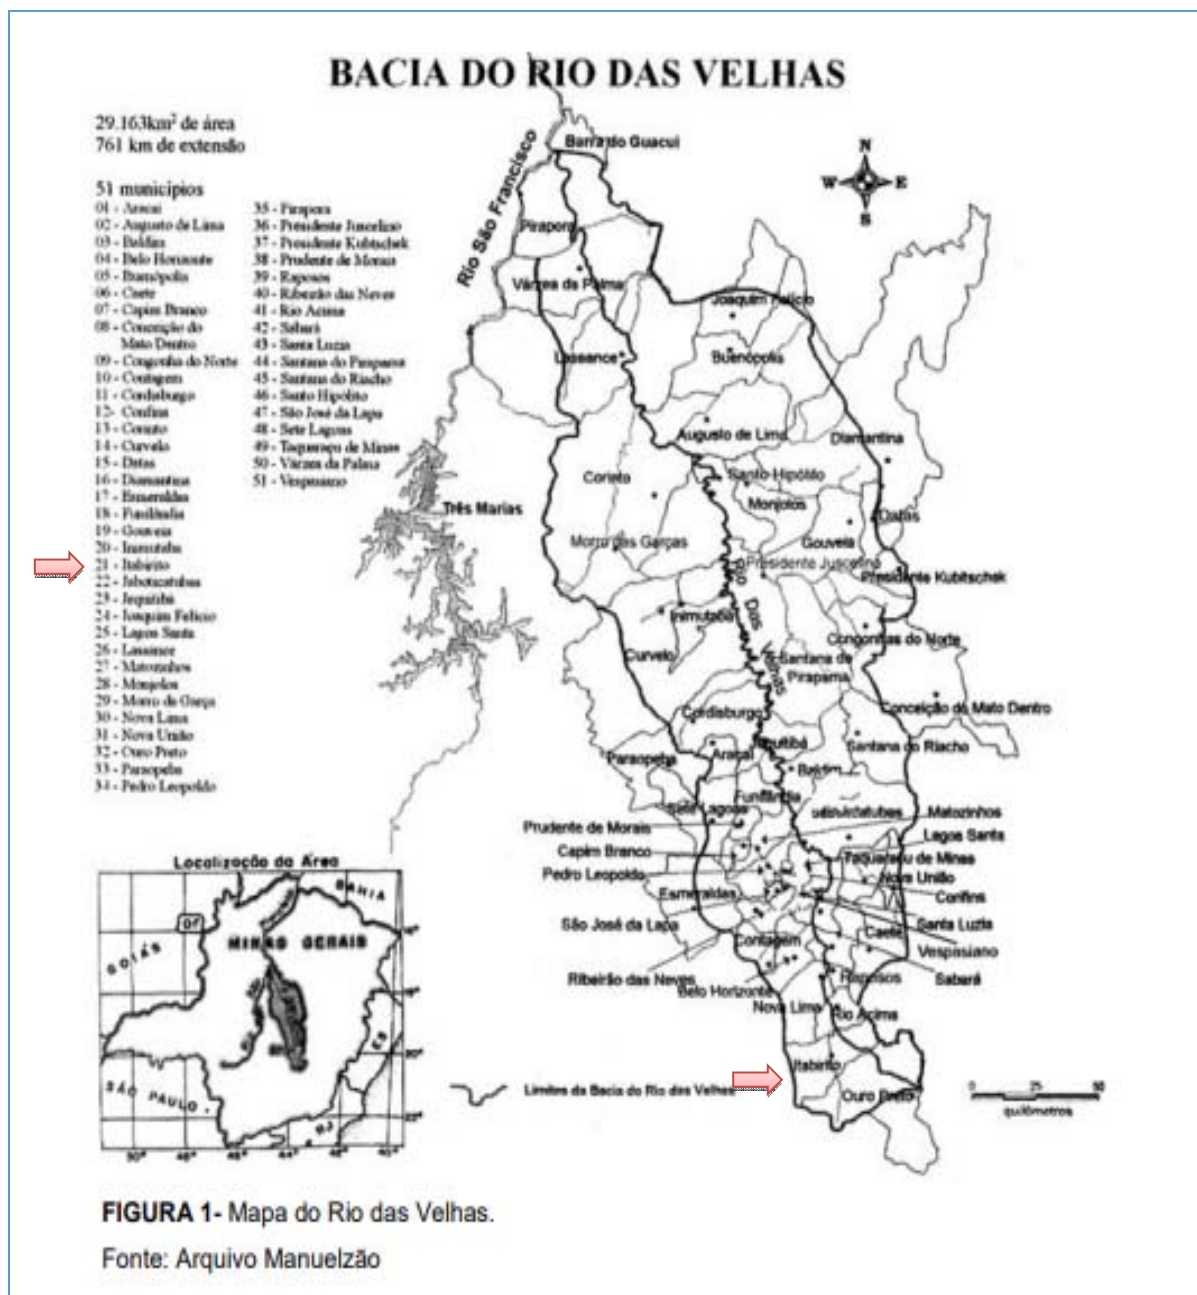 BACIA DO RIO DAS VELHAS
29.163km² de área
761 km de extensão
51 municípios
01 - Araçai
02 - Augusto de Lima
03 - Baldim
04 - Belo Horizonte
05 - Buenópolis
06 - Caeté
07 - Capim Branco
08 - Conceição do
Mato Dentro
09 - Congonha do Norte
10 - Contagem
11 - Cordisburgo
12- Confins
13 - Corinto
14 - Curvelo
15 - Datas
16 - Diamantina
17 - Esmeraldas
18 - Funilândia
19 - Gouveia
20 - Inimutaba
21 - Itabirito
22 - Jaboticatubas
23 - Jequitibá
24 - Joaquim Felício
25 - Lagoa Santa
26 - Lassance
27 - Matozinhos
28 - Monjolos
29 - Morro da Garça
30 - Nova Lima
31 - Nova União
32 - Ouro Preto
33 - Paraopeba
34 - Pedro Leopoldo
35 - Pirapora
36 - Presidente Juscelino
37 - Presidente Kubtschek
38 - Prudente de Morais
39 - Raposos
40 - Ribeirão das Neves
41 - Rio Acima
42 - Sabará
43 - Santa Luzia
44 - Santana do Parapama
45 - Santana do Riacho
46 - Santo Hipólito
47 - São José da Lapa
48 - Sete Lagoas
49 - Taquaraçu de Minas
50 - Várzea da Palma
51 - Vespasiano
Rio São Francisco
Barra do Guacui
N
W
E
S
Pirapora
Várzea da Palma
Joaquim Felício
Lassance
Buenópolis
Augusto de Lima
Diamantina
Corinto
Santo Hipólito
Monjolos
Três Marias
Datas
Morro das Garças
Gouveia
Presidente Juscelino
Presidente Kubitschek
Rio Das Velhas
Inimutaba
Congonhas do Norte
Curvelo
Santana de
Pirapama
Cordisburgo
Conceição do Mato Dentro
Jequitibá
Santana do Riacho
Paraopeba
Araçaí
Baldim
Funilândia
Sete Lagoas
Matozinhos
Prudente de Morais
Lagoa Santa
Capim Branco
Taquaraçu de Minas
Pedro Leopoldo
Nova União
Esmeraldas
Confins
São José da Lapa
Santa Luzia
Contagem
Caeté
Vespasiano
Ribeirão das Neves
Raposos
Sabará
Belo Horizonte
Nova Lima
Rio Acima
Itabirito
Ouro Preto
Limites da Bacia do Rio das Velhas
0 25 50
quilômetros
Localização da Área
BAHIA
DF
GOIÁS
MINAS GERAIS
ES
SÃO PAULO
RJ
FIGURA 1- Mapa do Rio das Velhas.
Fonte: Arquivo Manuelzão